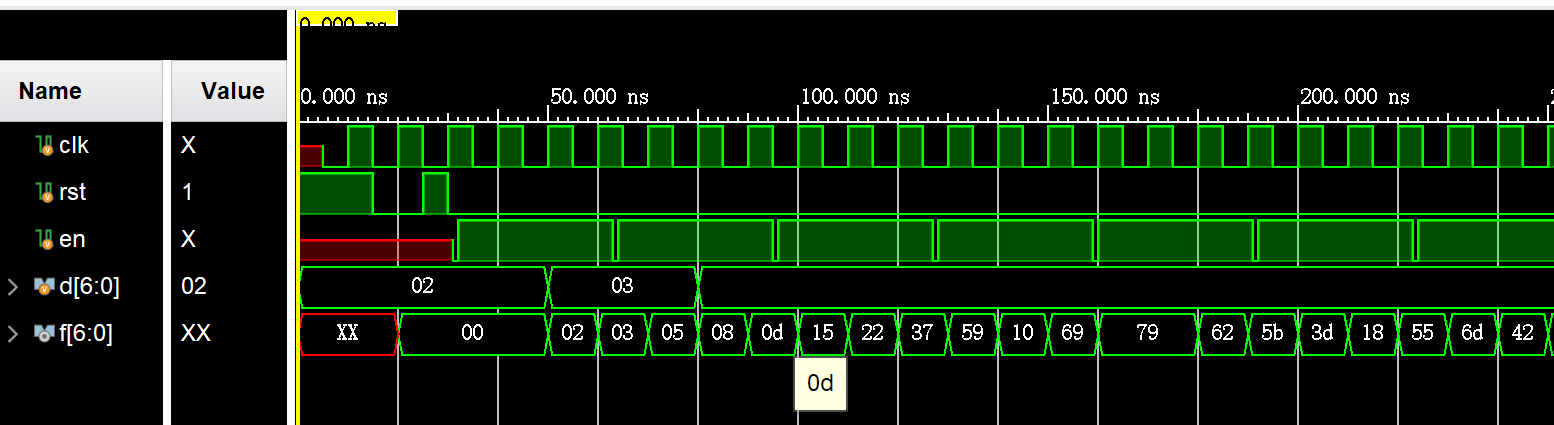 0.000 ns
Name Value
0.000 ns 50.000 ns 100.000 ns 150.000 ns 200.000 ns
clk X
rst 1
en X
d[6:0] 02 02 03
f[6:0] XX XX 00 02 03 05 08 0d 15 22 37 59 10 69 79 62 5b 3d 18 55 6d 42
0d